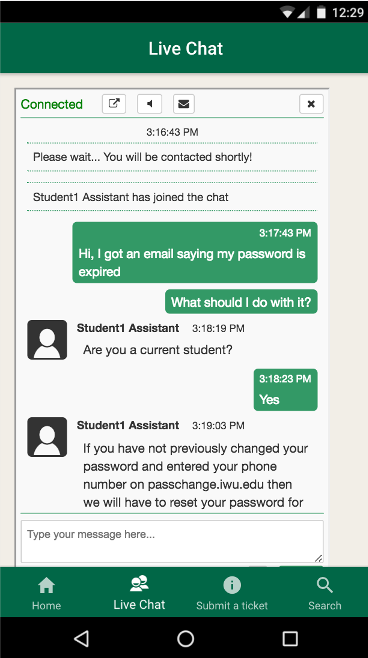 12:29
Live Chat
Connected
3:16:43 PM
Please wait... You will be contacted shortly!
Student1 Assistant has joined the chat
3:17:43 PM
Hi, I got an email saying my password is
expired
What should I do with it?
Student1 Assistant 3:18:19 PM
Are you a current student?
3:18:23 PM
Yes
Student1 Assistant 3:19:03 PM
If you have not previously changed your
password and entered your phone
number on passchange.iwu.edu then
we will have to reset your password for
Type your message here...
Home
Live Chat
Submit a ticket
Search